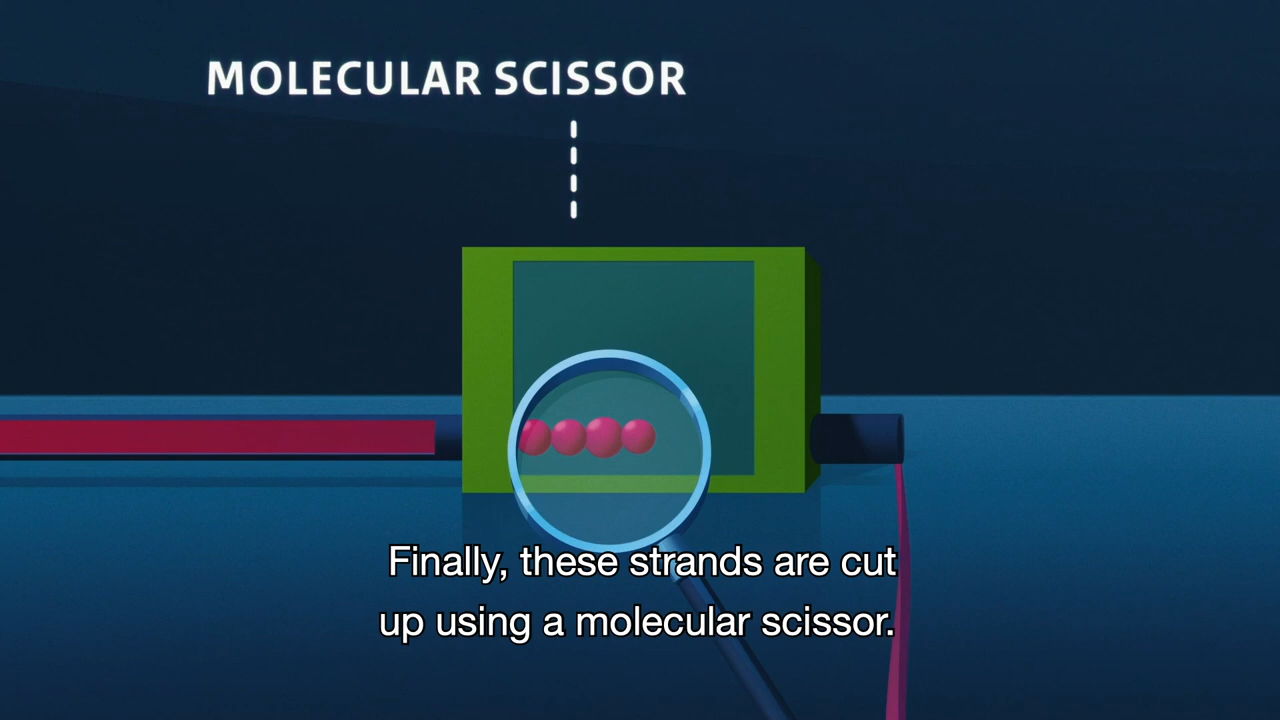 MOLECULAR SCISSOR
Finally, these strands are cut
up using a molecular scissor.